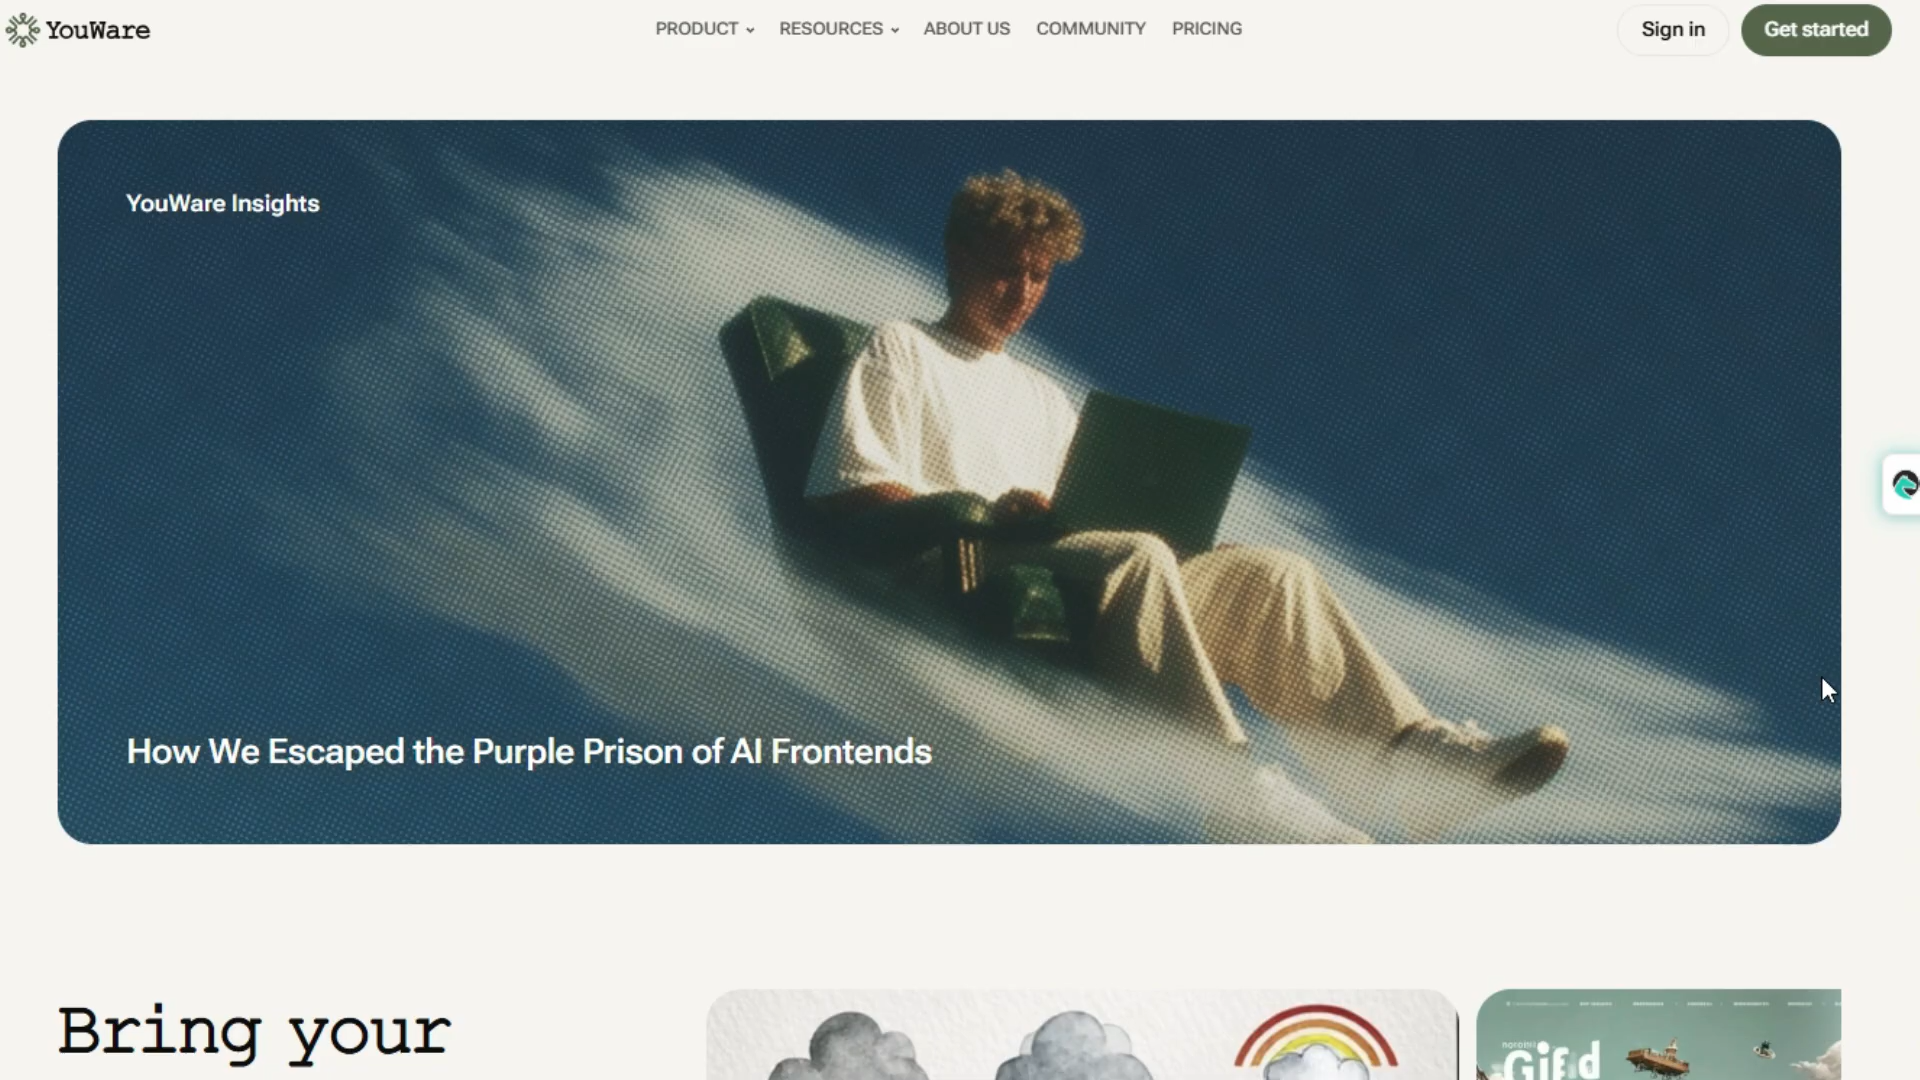 YouWare
PRODUCT
RESOURCES
ABOUT US
COMMUNITY
PRICING
Sign in
Get started
YouWare Insights
How We Escaped the Purple Prison of AI Frontends
Bring your